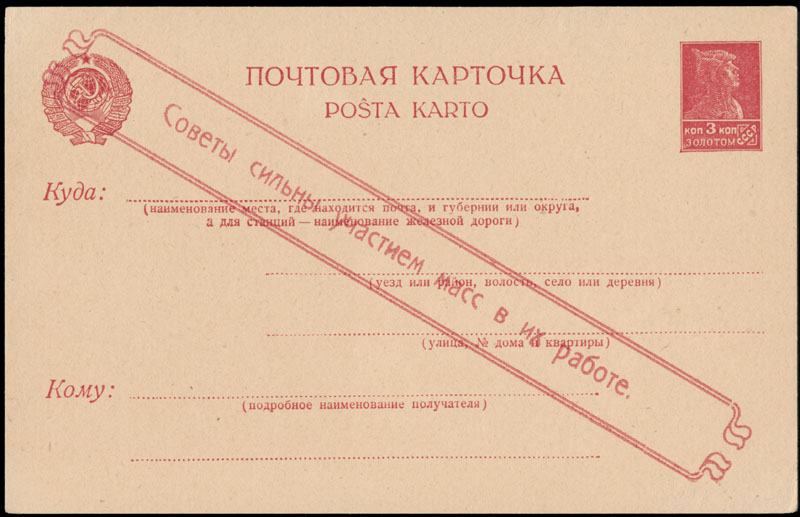 ПОЧТОВАЯ КАРТОЧКА
POŜTA KARTO
коп 3 коп
ЗОЛОТОМ
СССР
Советы сильны участием масс в их работе.
Куда:
(наименование места, где находится почта, и губернии или округа,
а для станций — наименование железной дороги)
(уезд или район, волость, село или деревня)
(улица, № дома и квартиры)
Кому:
(подробное наименование получателя)